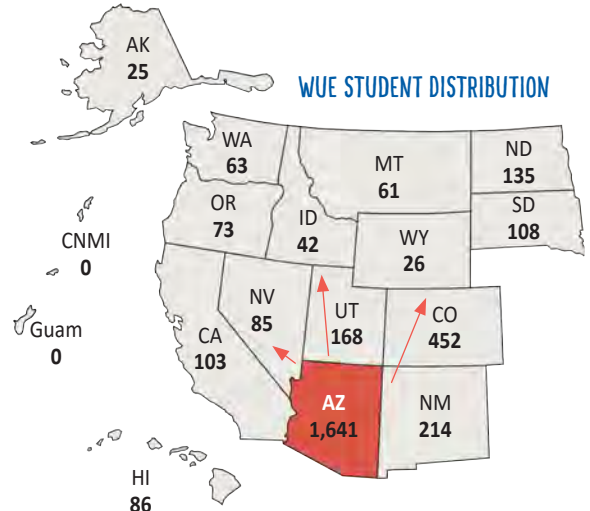 AK
25
WUE STUDENT DISTRIBUTION
WA
63
MT
61
ND
135
OR
73
ID
42
SD
108
WY
26
CNMI
0
NV
85
UT
168
CO
452
Guam
0
CA
103
AZ
1,641
NM
214
HI
86